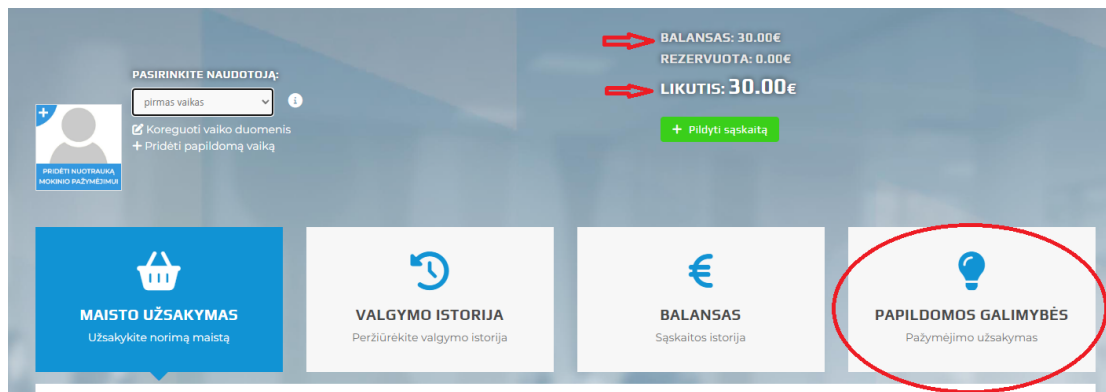 BALANSAS: 30.00€
REZERVUOTA: 0.00€
LIKUTIS: 30.00€
+ Pildyti sąskaitą
PASIRINKITE NAUDOTOJĄ:
pirmas vaikas
i
Koreguoti vaiko duomenis
+ Pridėti papildomą vaiką
+
PRIDĖTI NUOTRAUKĄ
MOKINIO PAŽYMĖJIMUI
MAISTO UŽSAKYMAS
Užsakykite norimą maistą
VALGYMO ISTORIJA
Peržiūrėkite valgymo istorija
€
BALANSAS
Sąskaitos istorija
PAPILDOMOS GALIMYBĖS
Pažymėjimo užsakymas